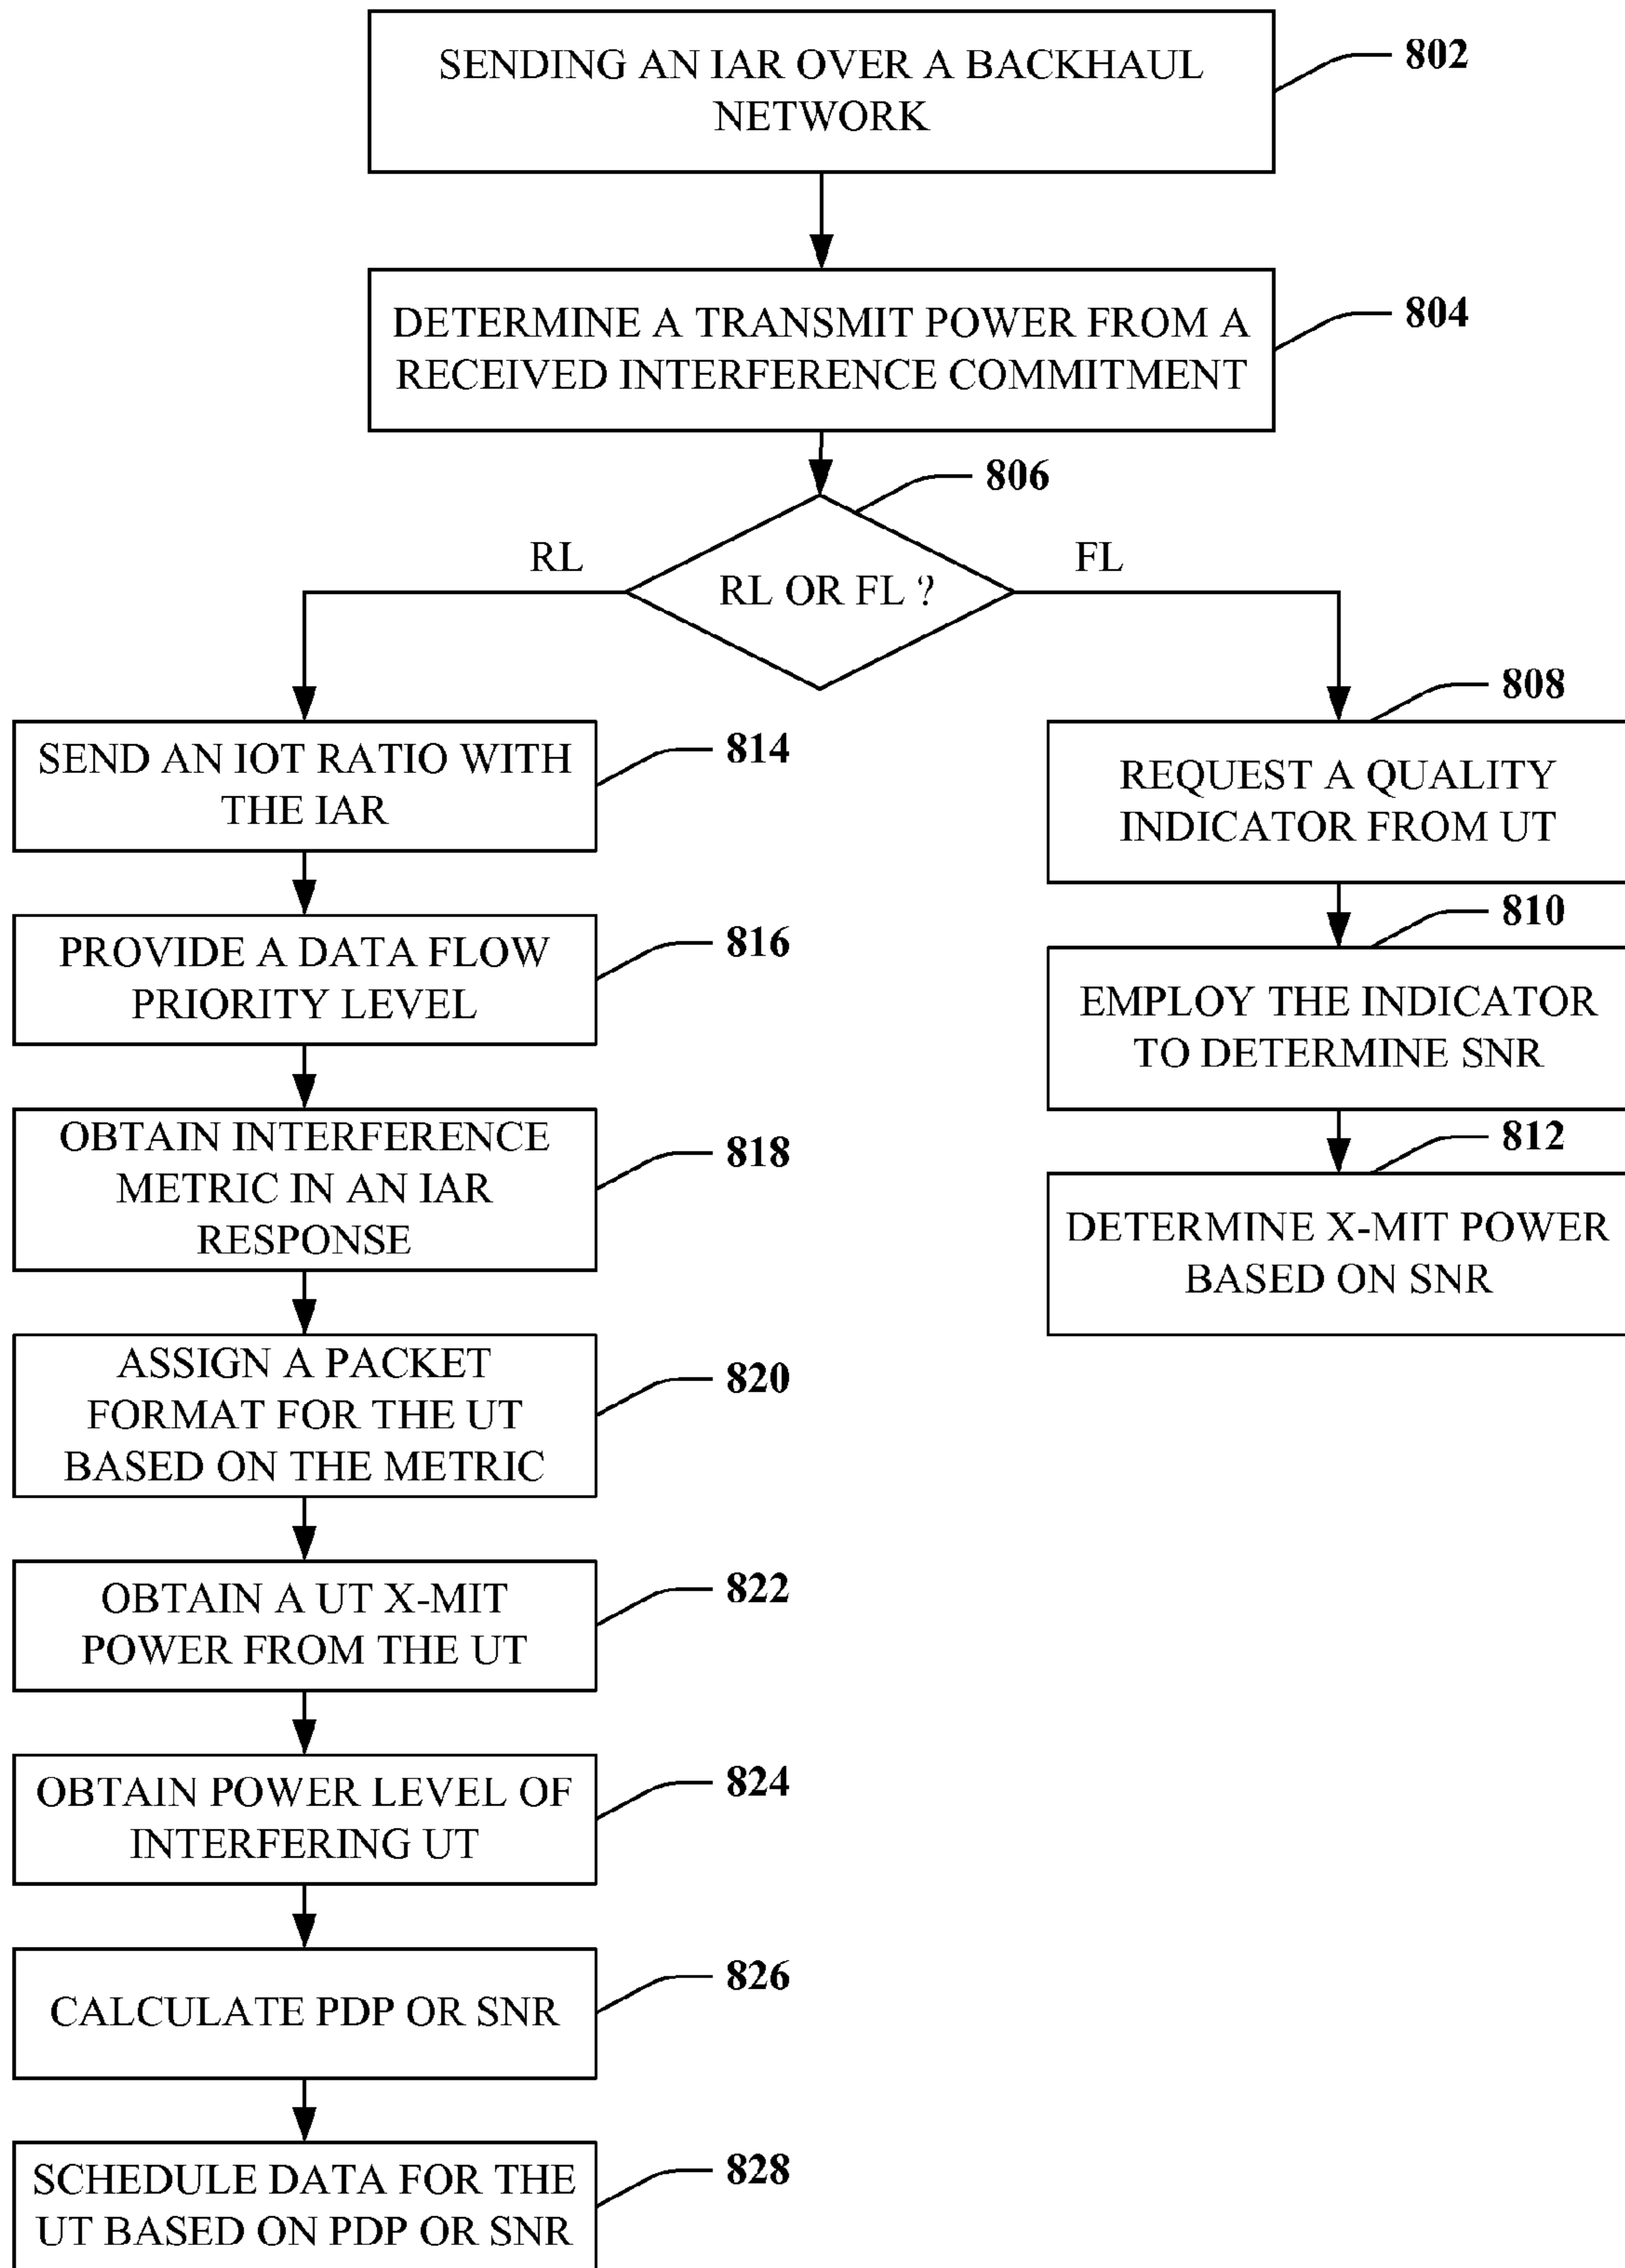 SENDING AN IAR OVER A BACKHAUL
NETWORK
802
DETERMINE A TRANSMIT POWER FROM A
RECEIVED INTERFERENCE COMMITMENT
804
806
RL OR FL ?
RL
FL
SEND AN IOT RATIO WITH
THE IAR
814
PROVIDE A DATA FLOW
PRIORITY LEVEL
816
OBTAIN INTERFERENCE
METRIC IN AN IAR
RESPONSE
818
ASSIGN A PACKET
FORMAT FOR THE UT
BASED ON THE METRIC
820
OBTAIN A UT X-MIT
POWER FROM THE UT
822
OBTAIN POWER LEVEL OF
INTERFERING UT
824
CALCULATE PDP OR SNR
826
SCHEDULE DATA FOR THE
UT BASED ON PDP OR SNR
828
808
REQUEST A QUALITY
INDICATOR FROM UT
810
EMPLOY THE INDICATOR
TO DETERMINE SNR
812
DETERMINE X-MIT POWER
BASED ON SNR